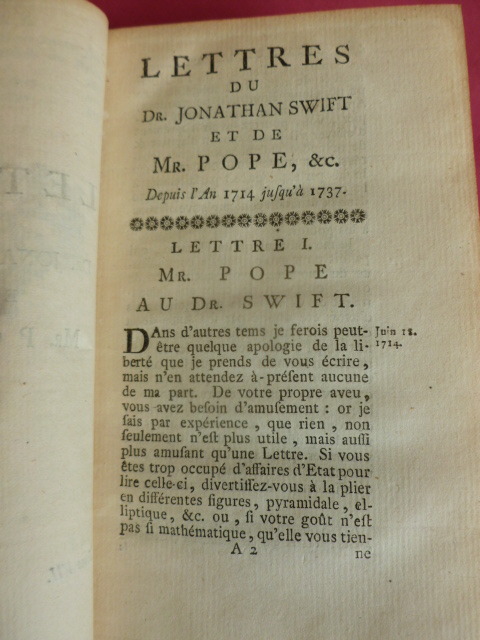 LETTRES
DU
DR. JONATHAN SWIFT
ET DE
MR. POPE, &c.
Depuis l'An 1714 juſqu'à 1737.
LETTRE I.
MR. POPE
AU DR. SWIFT.
DAns d'autres tems je ferois peut- Juin 18.
être quelque apologie de la li- 1714.
berté que je prends de vous écrire,
mais n'en attendez à-préſent aucune
de ma part. De votre propre aveu,
vous avez beſoin d'amuſement : or je
ſais par expérience, que rien, non
ſeulement n'eſt plus utile, mais auſſi
plus amuſant qu'une Lettre. Si vous
êtes trop occupé d'affaires d'Etat pour
lire celle-ci, divertiſſez-vous à la plier
en différentes figures, pyramidale, el-
liptique, &c. ou, ſi votre goût n'eſt
pas ſi mathématique, qu'elle vous tien-
A 2 ne